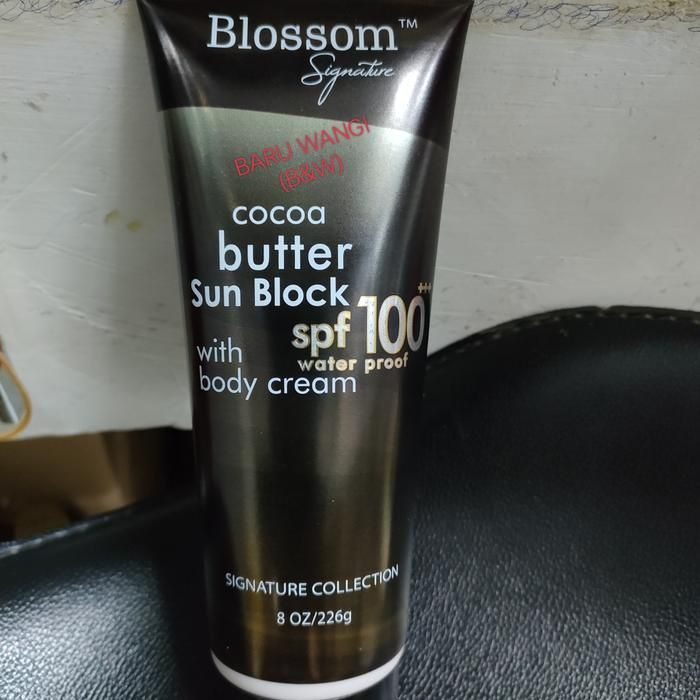 Blossom™
Signature
BARU WANGI
(B&W)
cocoa
butter
Sun Block
spf 100+++
water proof
with
body cream
SIGNATURE COLLECTION
8 OZ/226g